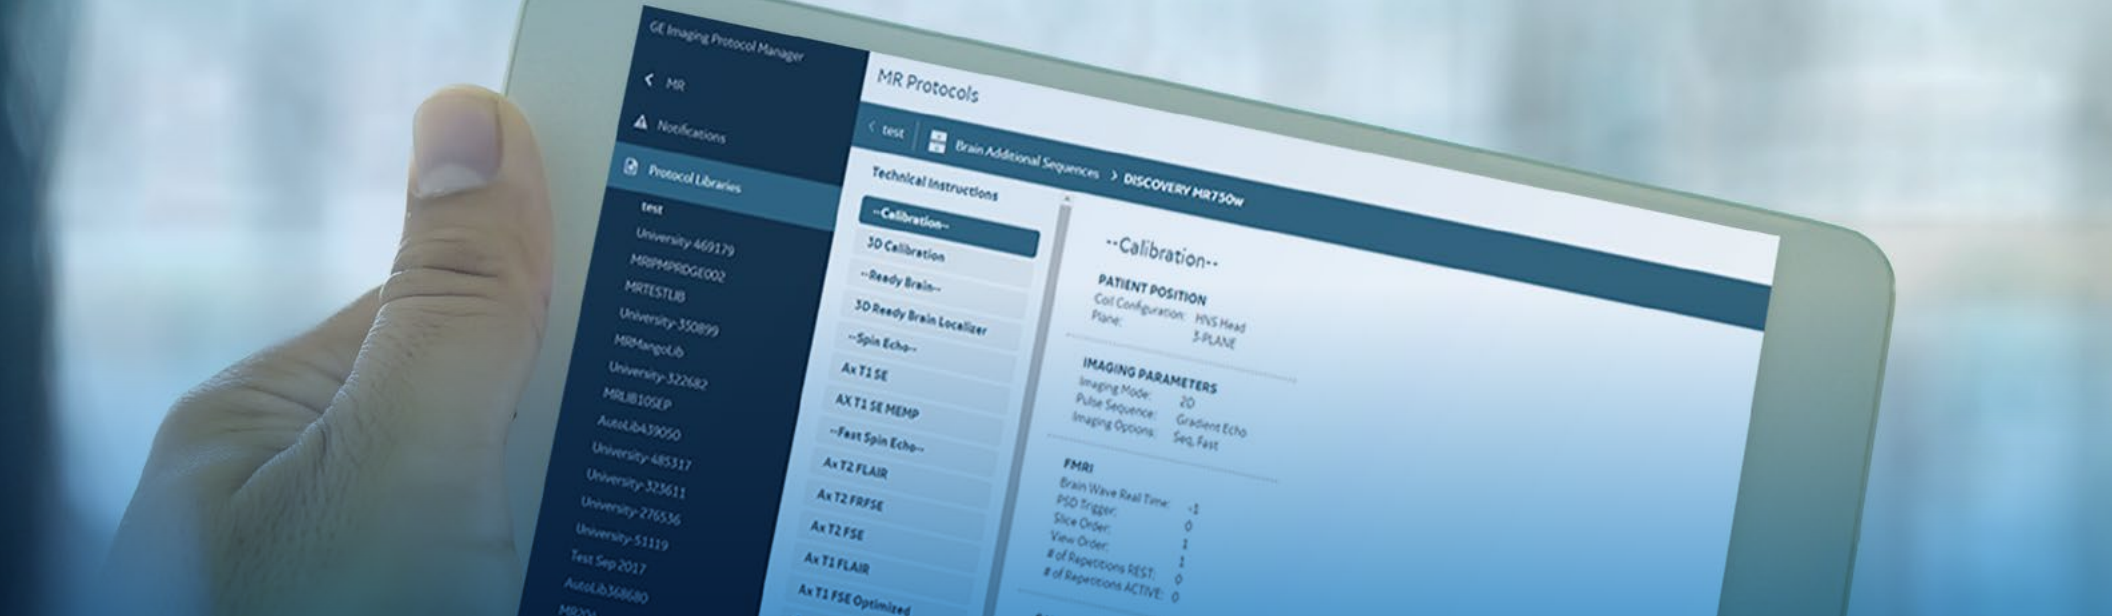 GE Imaging Protocol Manager
MR
Notifications
Protocol Libraries
test
University-469179
MRIPMPRDGE002
MRTESTLIB
University-350899
MRMangoLib
University-322682
MRLIB10SEP
AutoLib439050
University-485317
University-323611
University-276536
University-51119
Test Sep 2017
AutoLib368680
MR Protocols
test
Brain Additional Sequences > DISCOVERY MR750w
Technical Instructions
--Calibration--
3D Calibration
--Ready Brain--
3D Ready Brain Localizer
--Spin Echo--
Ax T1 SE
AX T1 SE MEMP
--Fast Spin Echo--
Ax T2 FLAIR
Ax T2 FRFSE
Ax T2 FSE
Ax T1 FLAIR
Ax T1 FSE Optimized
--Calibration--
PATIENT POSITION
Coil Configuration: HNS Head
Plane: 3-PLANE
IMAGING PARAMETERS
Imaging Mode: 2D
Pulse Sequence: Gradient Echo
Imaging Options: Seq, Fast
FMRI
Brain Wave Real Time: -1
PSD Trigger: 0
Slice Order: 1
View Order: 1
# of Repetitions REST: 0
# of Repetitions ACTIVE: 0